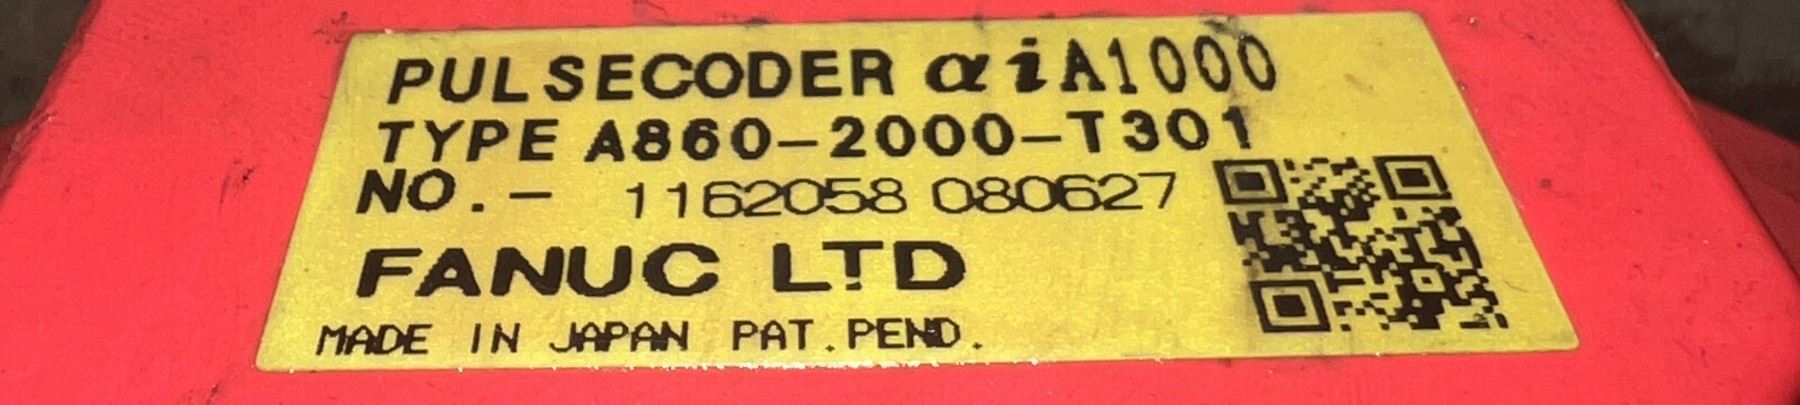 PULSECODER αiA1000
TYPE A860-2000-T301
NO.- 1162058 080627
FANUC LTD
MADE IN JAPAN PAT.PEND.